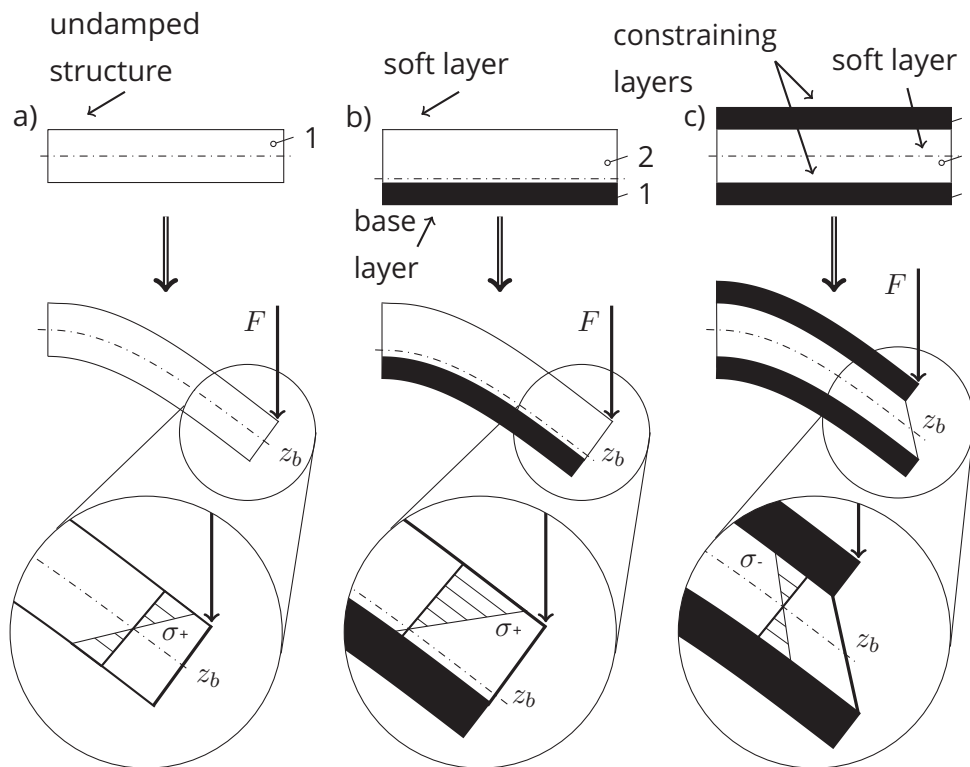 undamped
structure
a)
1
F
z_b
σ+
z_b
soft layer
b)
2
1
base
layer
F
z_b
σ+
z_b
constraining
layers
soft layer
c)
F
z_b
σ-
z_b